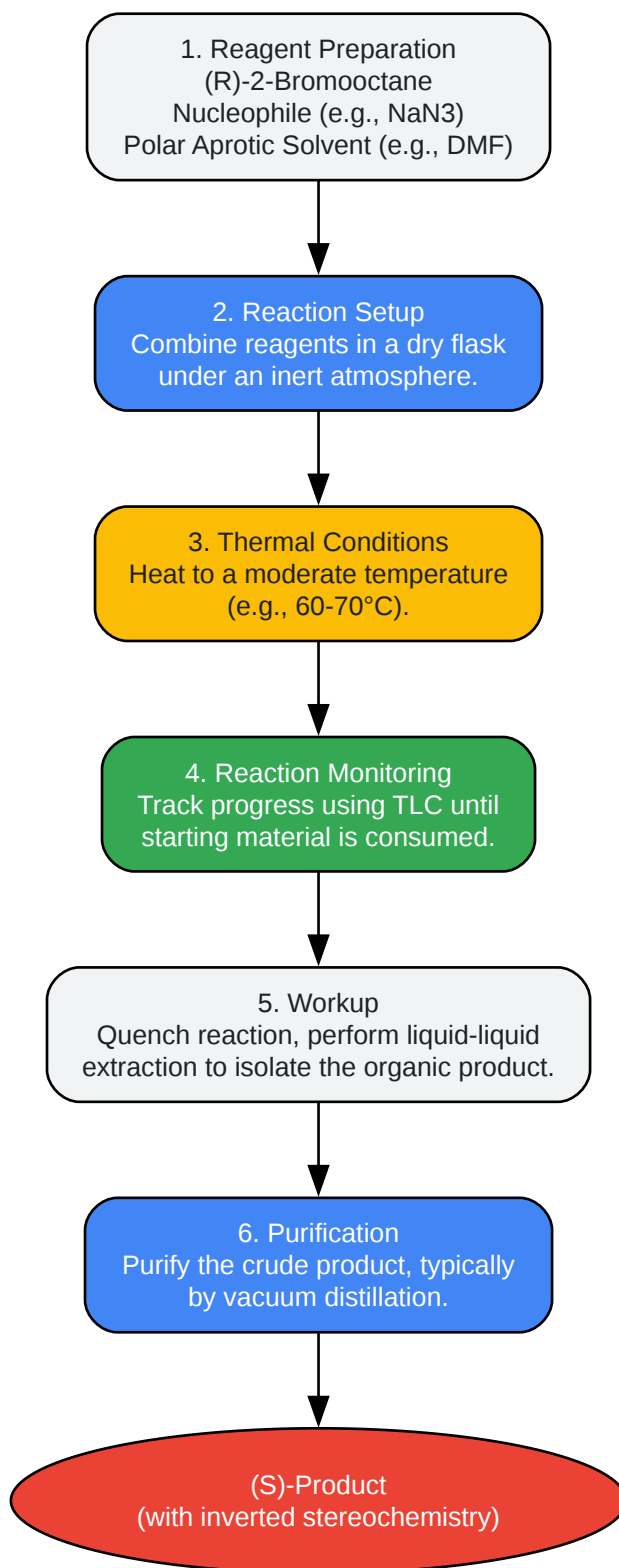 1. Reagent Preparation
(R)-2-Bromooctane
Nucleophile (e.g., NaN3)
Polar Aprotic Solvent (e.g., DMF)
2. Reaction Setup
Combine reagents in a dry flask
under an inert atmosphere.
3. Thermal Conditions
Heat to a moderate temperature
(e.g., 60-70°C).
4. Reaction Monitoring
Track progress using TLC until
starting material is consumed.
5. Workup
Quench reaction, perform liquid-liquid
extraction to isolate the organic product.
6. Purification
Purify the crude product, typically
by vacuum distillation.
(S)-Product
(with inverted stereochemistry)